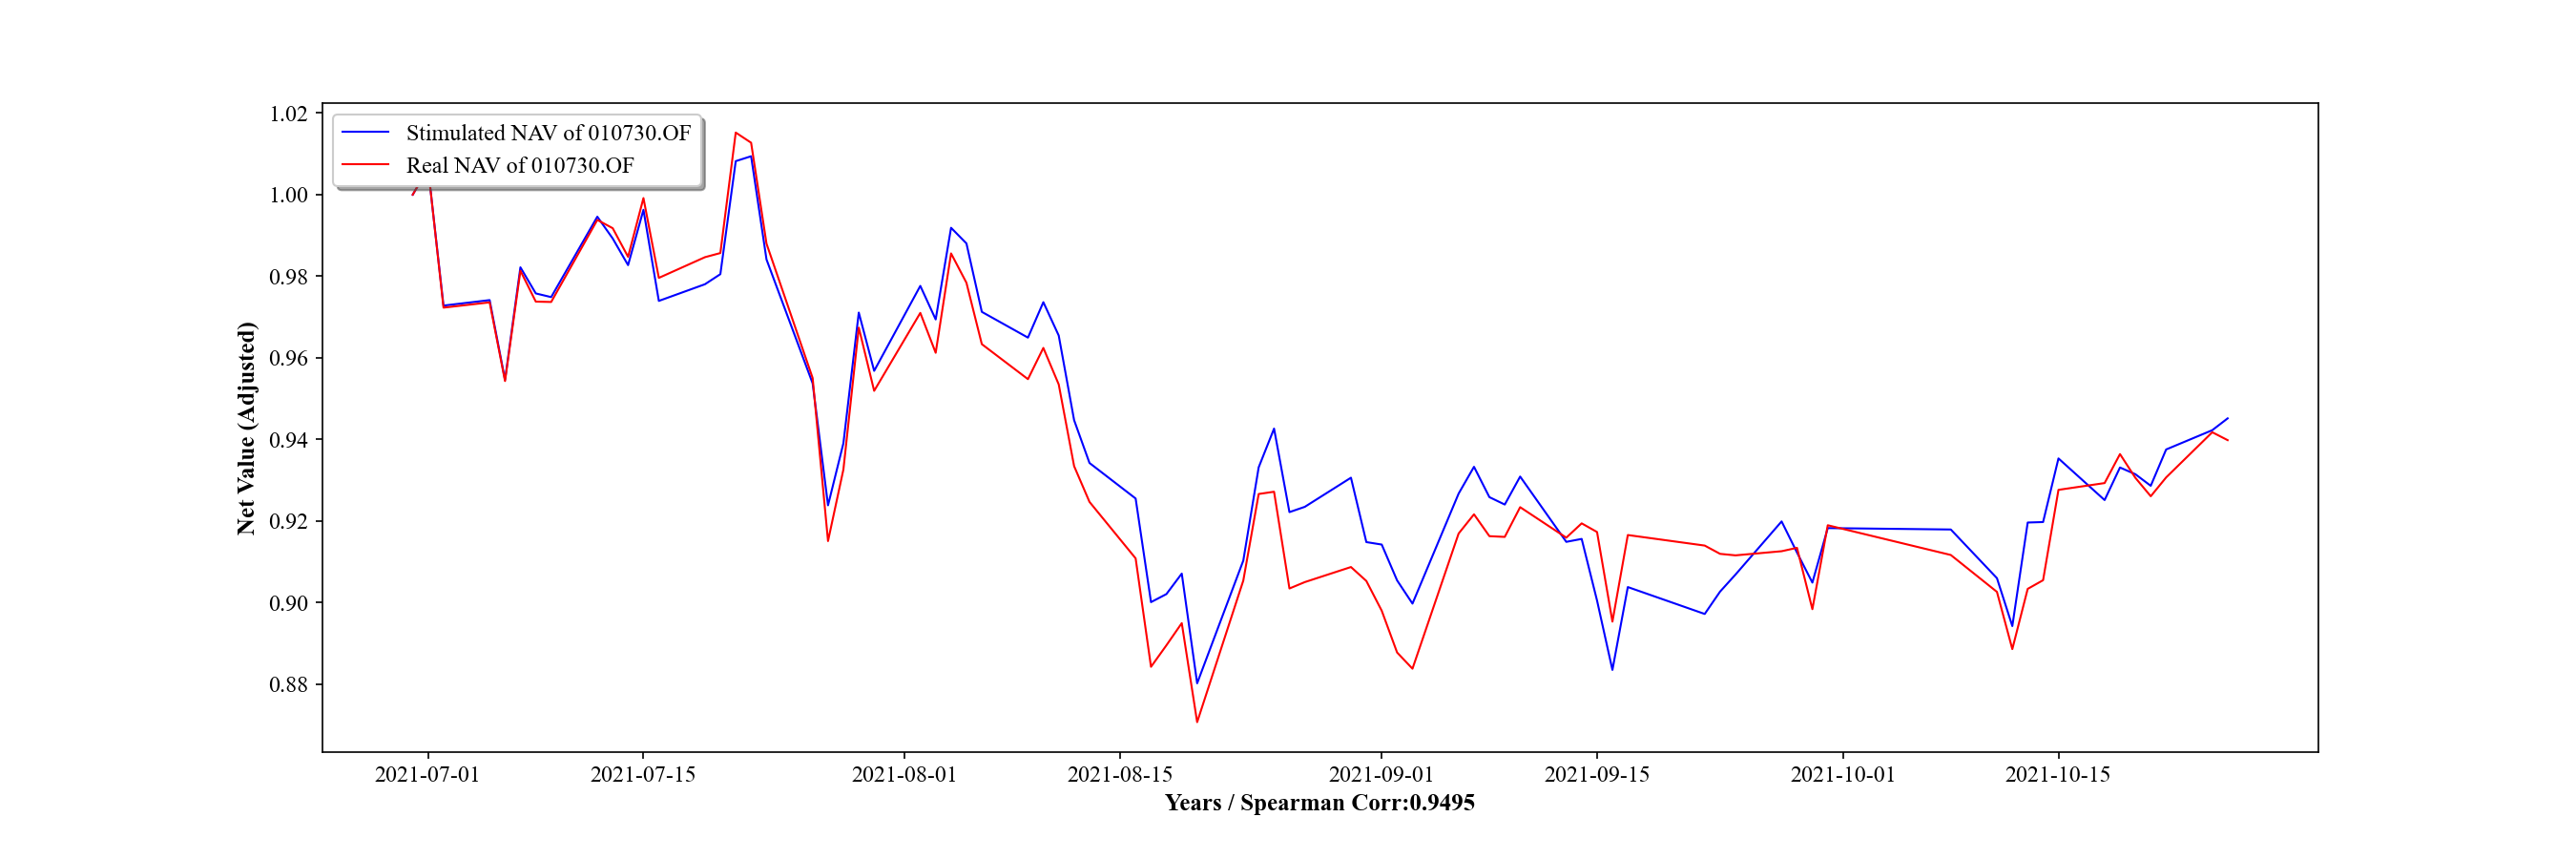 Stimulated NAV of 010730.OF
Real NAV of 010730.OF
Net Value (Adjusted)
1.02
1.00
0.98
0.96
0.94
0.92
0.90
0.88
2021-07-01 2021-07-15 2021-08-01 2021-08-15 2021-09-01 2021-09-15 2021-10-01 2021-10-15
Years / Spearman Corr:0.9495